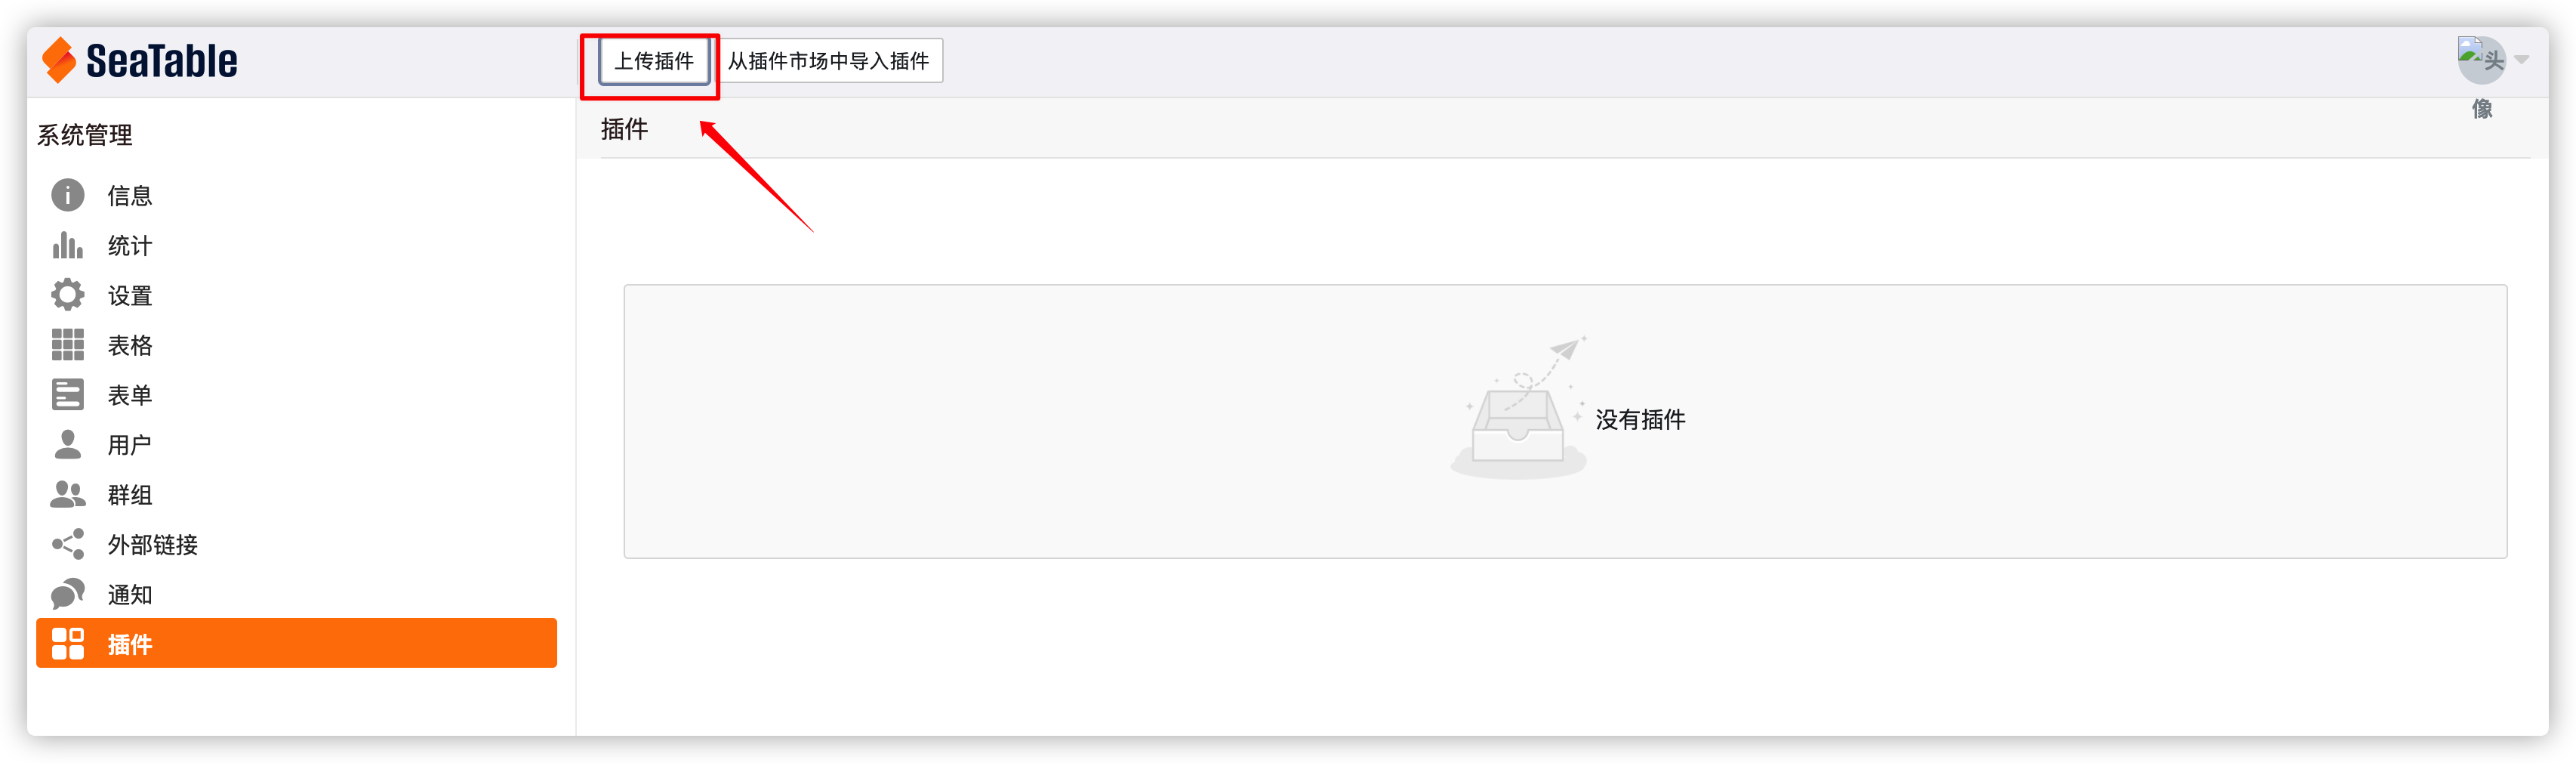 SeaTable
上传插件
从插件市场中导入插件
头
像
系统管理
信息
统计
设置
表格
表单
用户
群组
外部链接
通知
插件
插件
没有插件